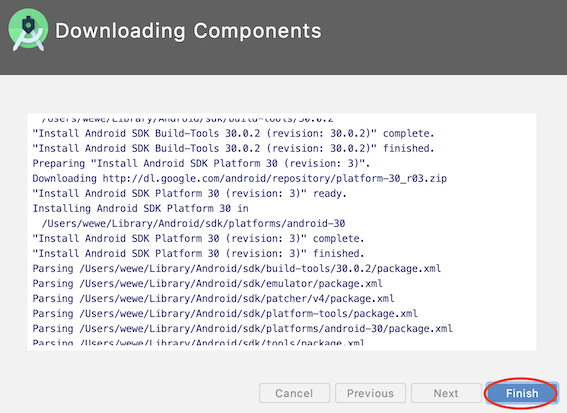 Downloading Components
/Users/wewe/Library/Android/sdk/build-tools/30.0.2
"Install Android SDK Build-Tools 30.0.2 (revision: 30.0.2)" complete.
"Install Android SDK Build-Tools 30.0.2 (revision: 30.0.2)" finished.
Preparing "Install Android SDK Platform 30 (revision: 3)".
Downloading http://dl.google.com/android/repository/platform-30_r03.zip
"Install Android SDK Platform 30 (revision: 3)" ready.
Installing Android SDK Platform 30 in
/Users/wewe/Library/Android/sdk/platforms/android-30
"Install Android SDK Platform 30 (revision: 3)" complete.
"Install Android SDK Platform 30 (revision: 3)" finished.
Parsing /Users/wewe/Library/Android/sdk/build-tools/30.0.2/package.xml
Parsing /Users/wewe/Library/Android/sdk/emulator/package.xml
Parsing /Users/wewe/Library/Android/sdk/patcher/v4/package.xml
Parsing /Users/wewe/Library/Android/sdk/platform-tools/package.xml
Parsing /Users/wewe/Library/Android/sdk/platforms/android-30/package.xml
Parsing /Users/wewe/Library/Android/sdk/tools/package.xml
Cancel Previous Next Finish